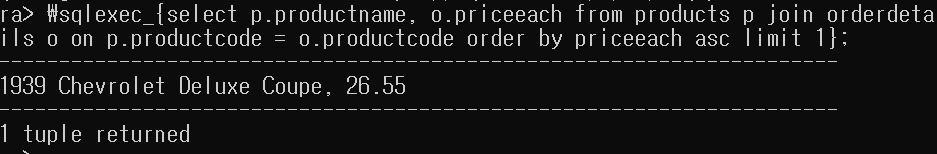 ra> ₩sqlexec_{select p.productname, o.priceeach from products p join orderdeta
ils o on p.productcode = o.productcode order by priceeach asc limit 1};
----------------------------------------------------------------------
1939 Chevrolet Deluxe Coupe, 26.55
----------------------------------------------------------------------
1 tuple returned